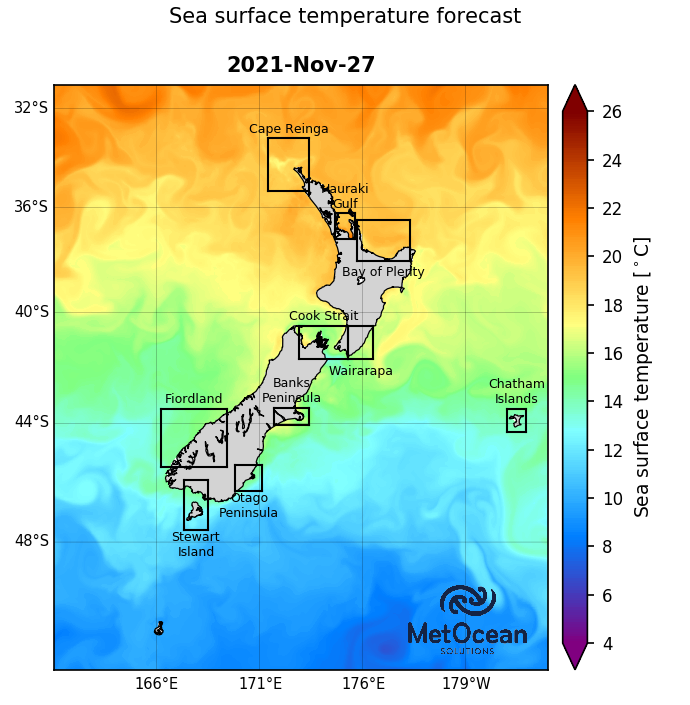 Sea surface temperature forecast
2021-Nov-27
32°S
36°S
40°S
44°S
48°S
166°E
171°E
176°E
179°W
Cape Reinga
Hauraki
Gulf
Bay of Plenty
Cook Strait
Wairarapa
Banks
Peninsula
Fiordland
Chatham
Islands
Otago
Peninsula
Stewart
Island
MetOcean
SOLUTIONS
26
24
22
20
18
16
14
12
10
8
6
4
Sea surface temperature [°C]